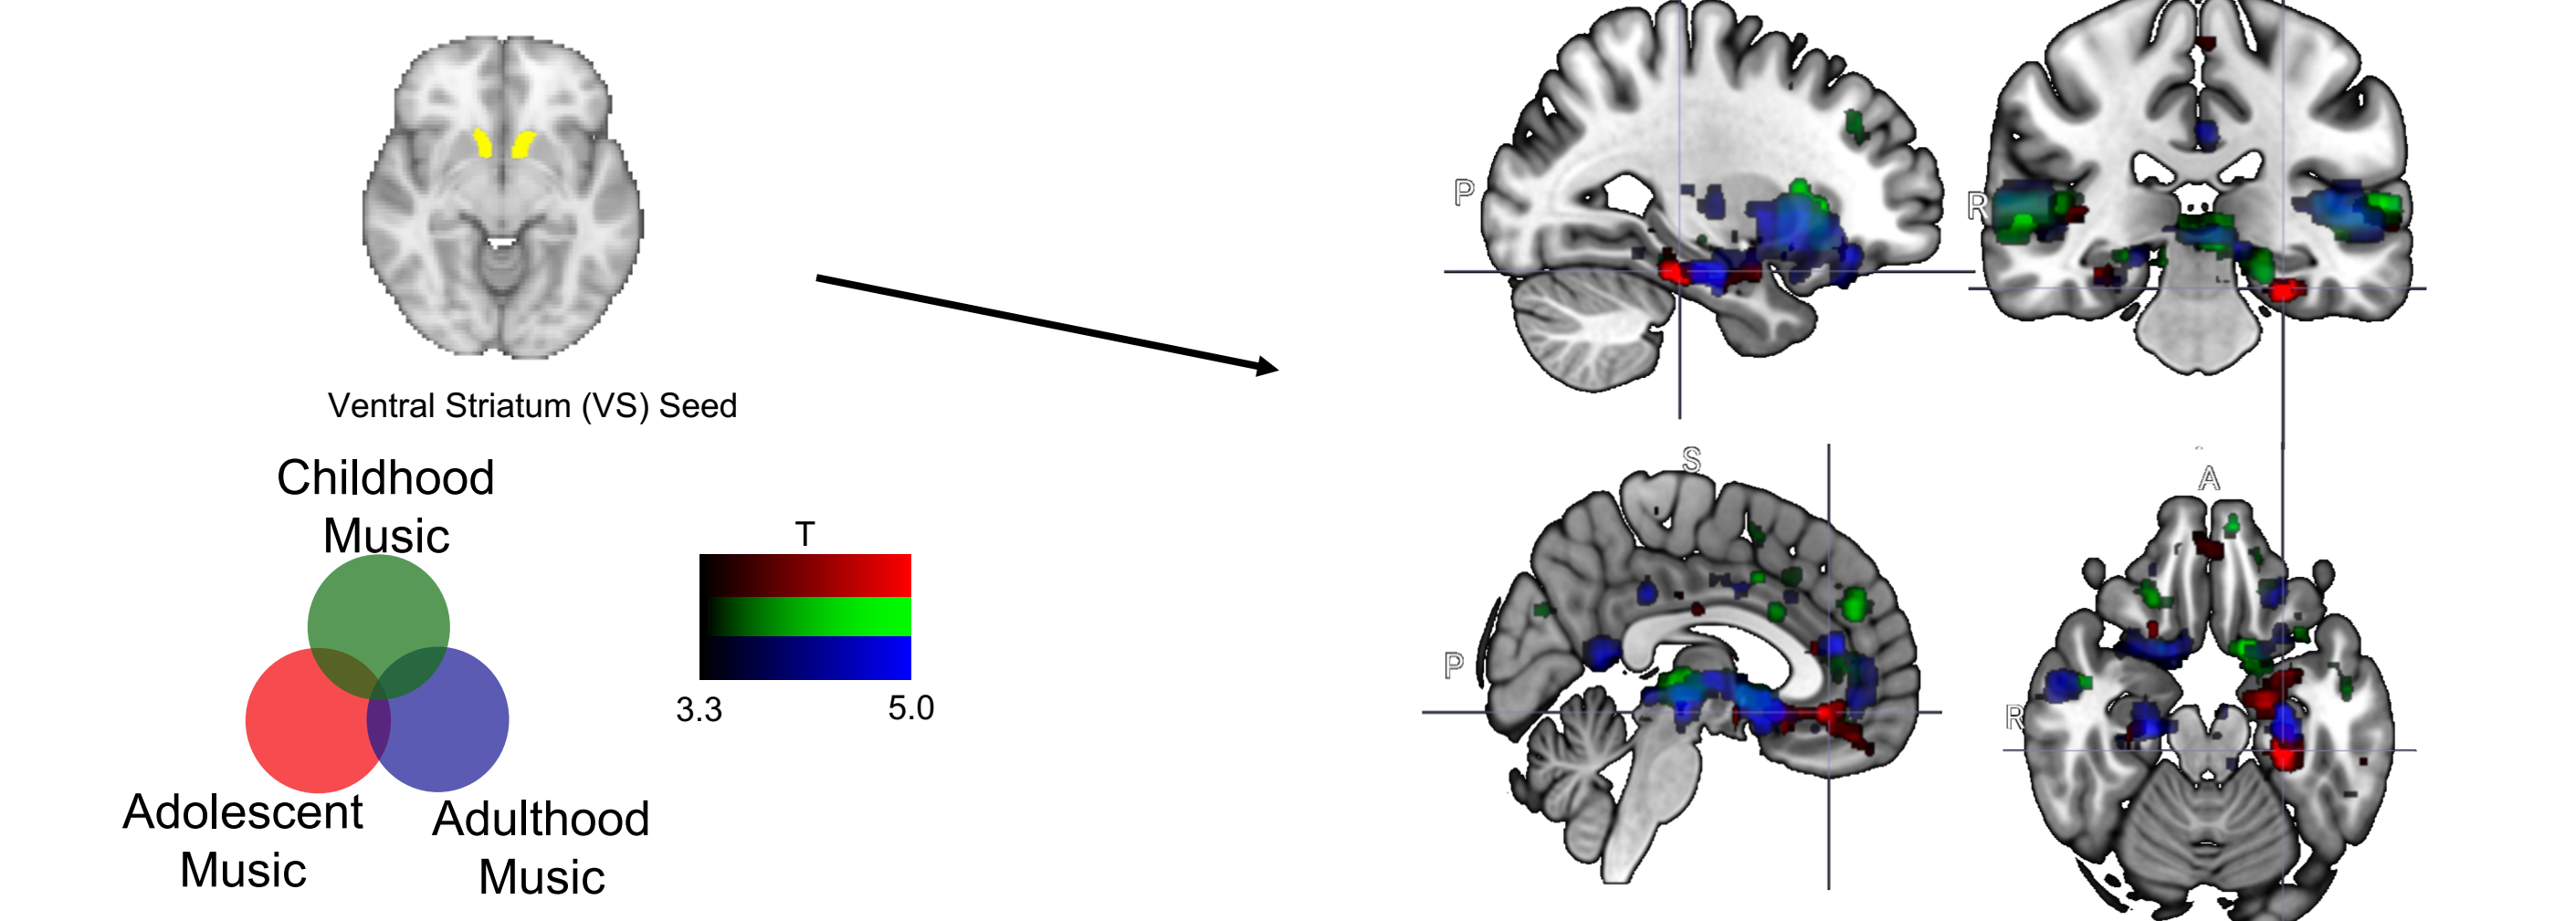 Ventral Striatum (VS) Seed
Childhood
Music
Adolescent
Music
Adulthood
Music
T
3.3
5.0
P
R
S
P
A
R